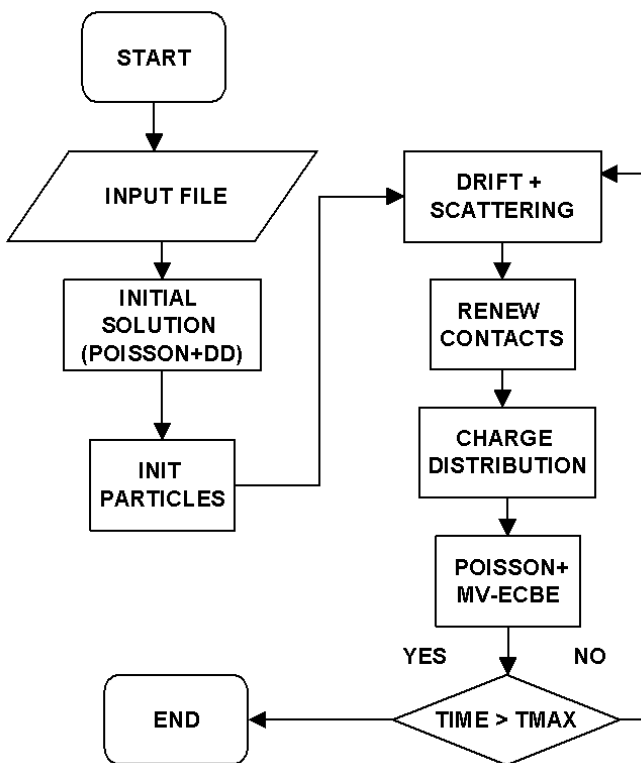 START
INPUT FILE
INITIAL
SOLUTION
(POISSON+DD)
INIT
PARTICLES
DRIFT +
SCATTERING
RENEW
CONTACTS
CHARGE
DISTRIBUTION
POISSON+
MV-ECBE
YES
NO
TIME > TMAX
END